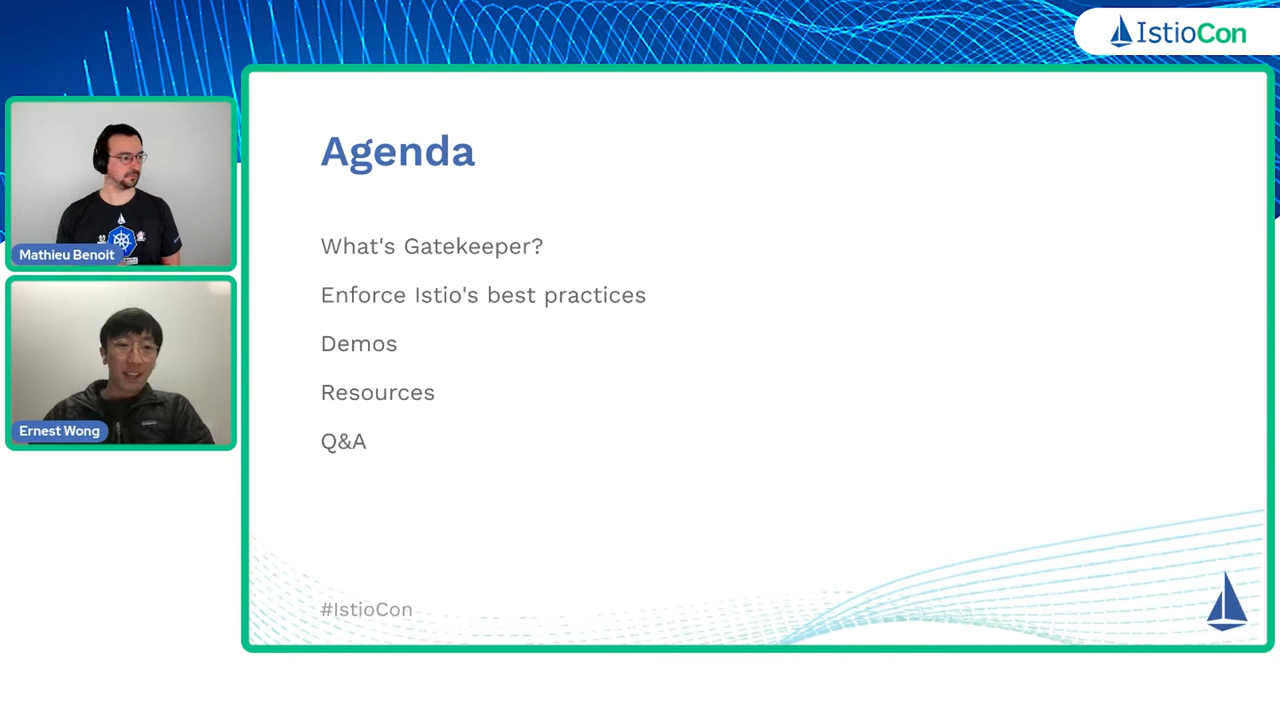 IstioCon
Mathieu Benoit
Ernest Wong
Agenda
What's Gatekeeper?
Enforce Istio's best practices
Demos
Resources
Q&A
#IstioCon